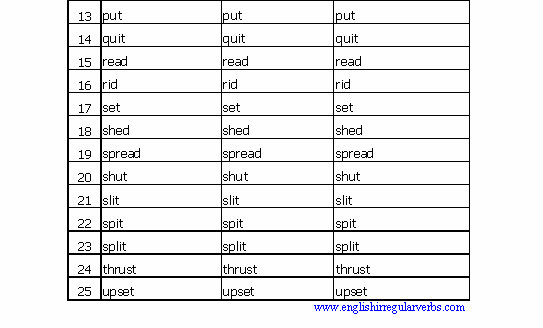 13 put put put
14 quit quit quit
15 read read read
16 rid rid rid
17 set set set
18 shed shed shed
19 spread spread spread
20 shut shut shut
21 slit slit slit
22 spit spit spit
23 split split split
24 thrust thrust thrust
25 upset upset upset
www.englishirregularverbs.com